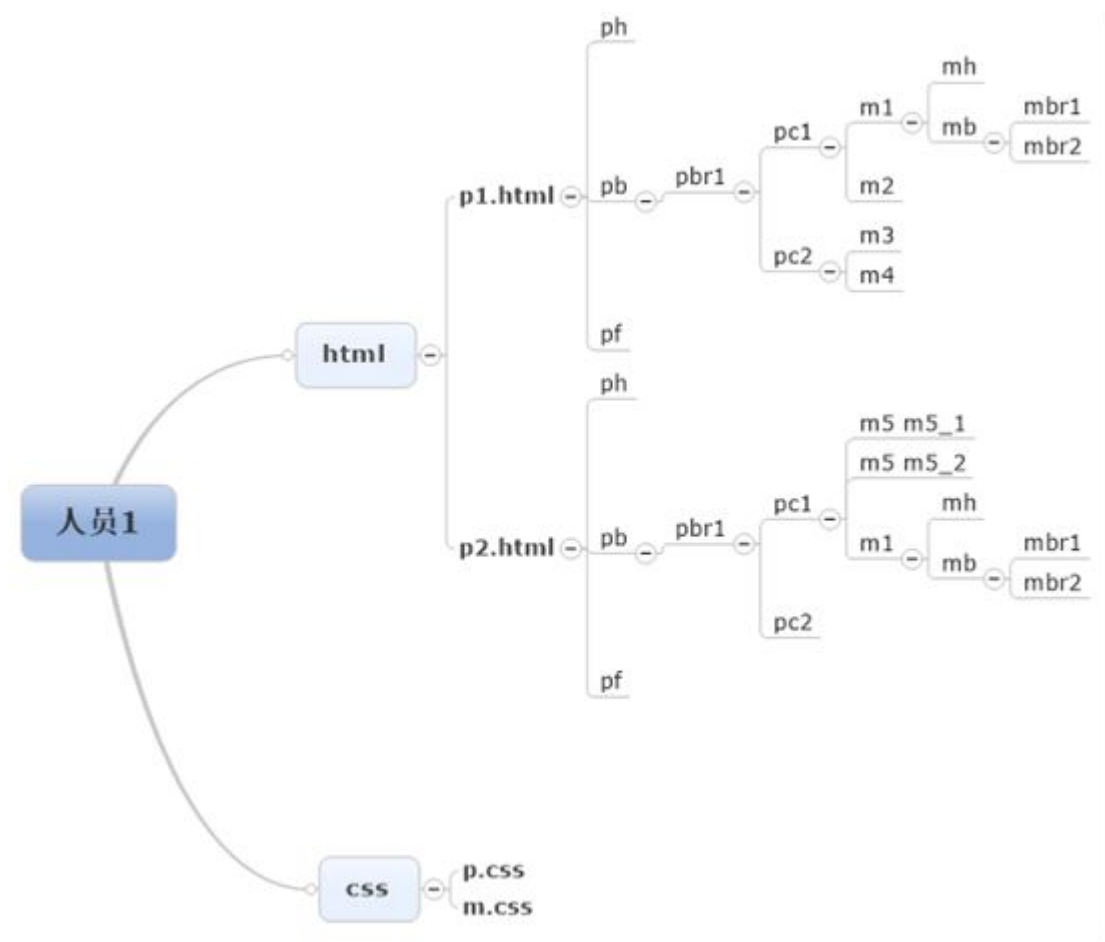 人员1
html
p1.html
ph
pb
pbr1
pc1
m1
mh
mb
mbr1
mbr2
m2
pc2
m3
m4
pf
p2.html
ph
pb
pbr1
pc1
m5 m5_1
m5 m5_2
m1
mh
mb
mbr1
mbr2
pc2
pf
css
p.css
m.css